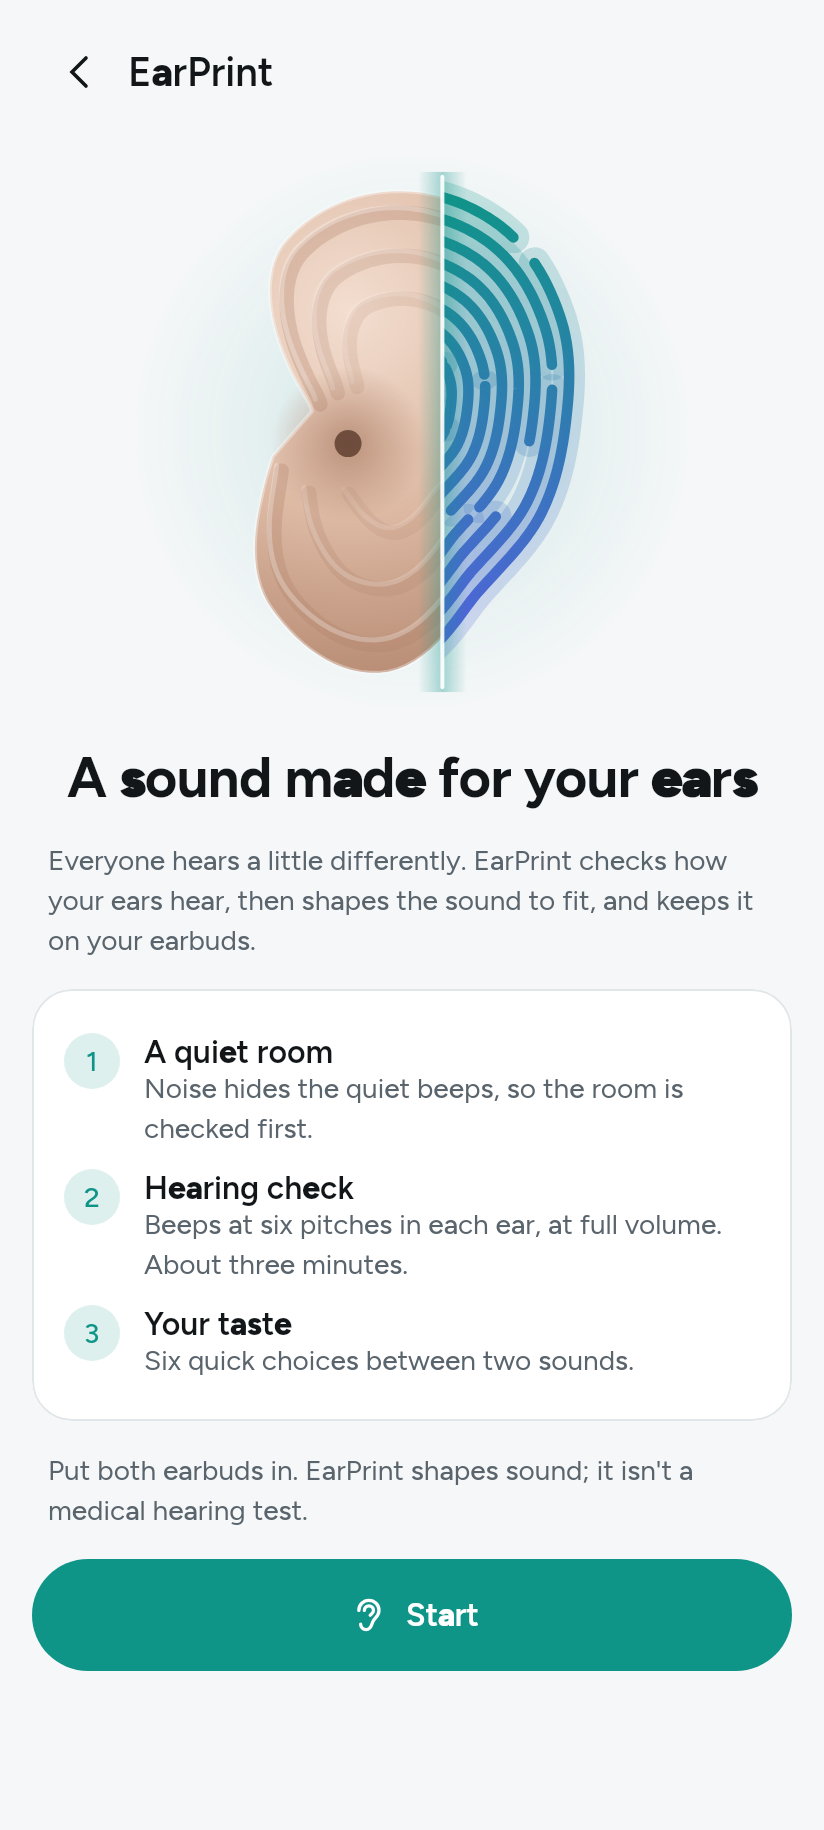 EarPrint
A sound made for your ears
Everyone hears a little differently. EarPrint checks how
your ears hear, then shapes the sound to fit, and keeps it
on your earbuds.
1
A quiet room
Noise hides the quiet beeps, so the room is
checked first.
2
Hearing check
Beeps at six pitches in each ear, at full volume.
About three minutes.
3
Your taste
Six quick choices between two sounds.
Put both earbuds in. EarPrint shapes sound; it isn't a
medical hearing test.
Start